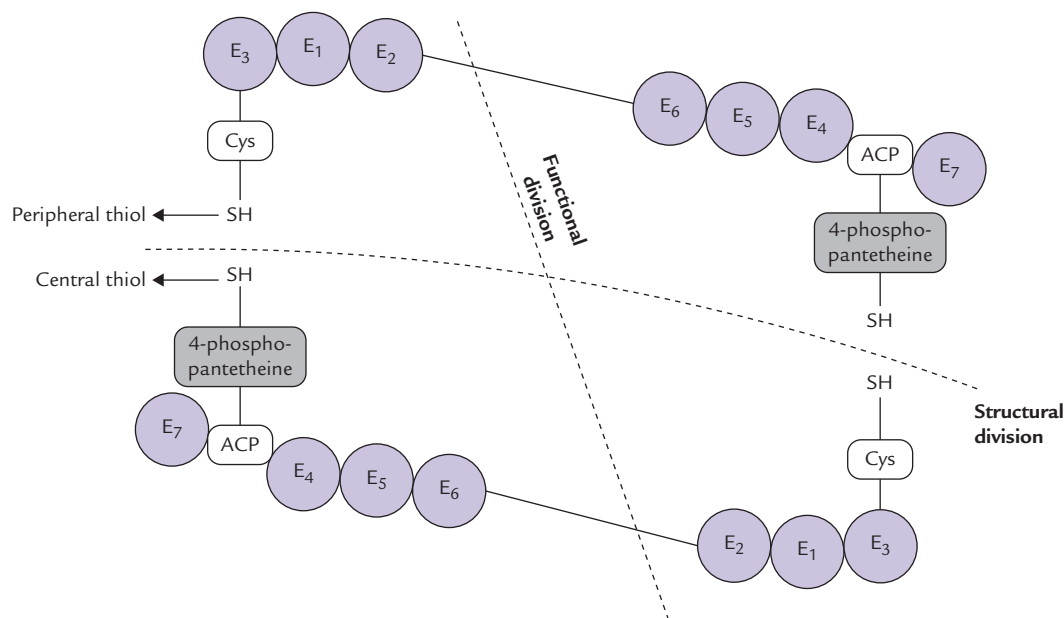 E3 E1 E2
E6 E5 E4
ACP E7
Cys
Functional
division
Peripheral thiol
SH
4-phospho-
pantetheine
Central thiol
SH
SH
4-phospho-
pantetheine
SH
Structural
division
E7
ACP
Cys
E4 E5 E6
E2 E1 E3